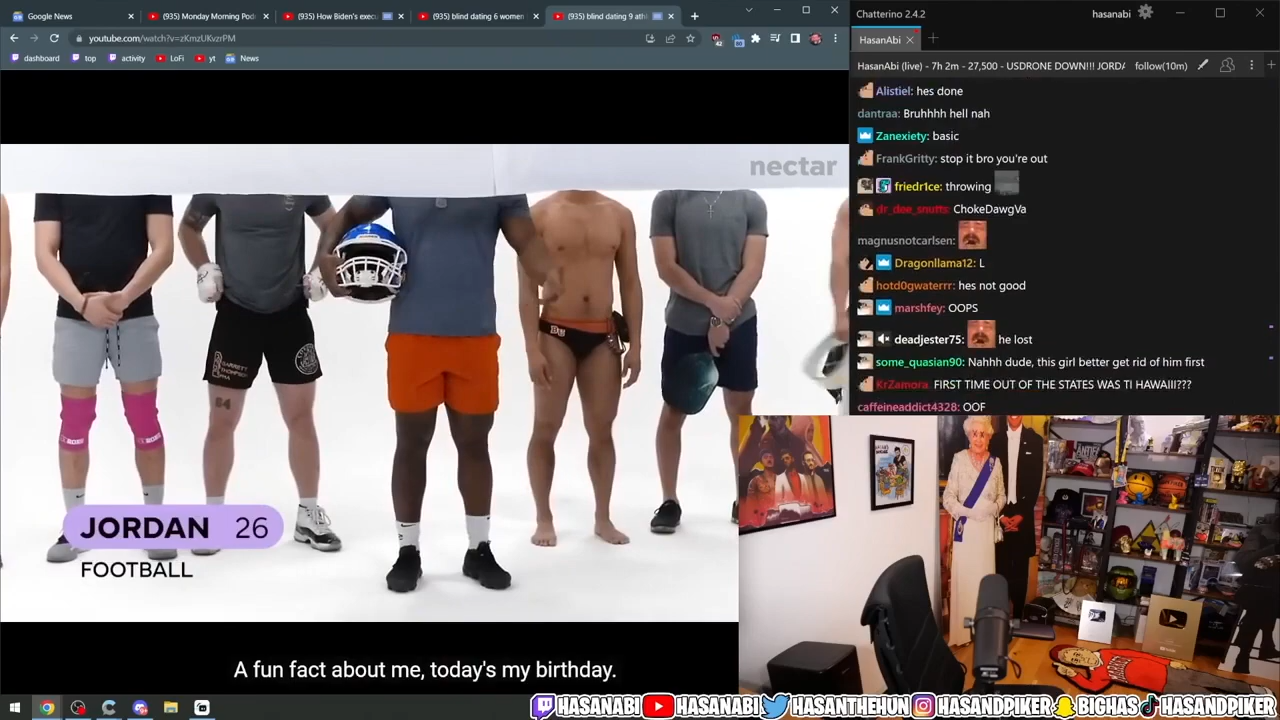 Google News
(935) Monday Morning Pod
(935) How Biden's exec
(935) blind dating 6 women
(935) blind dating 9 ath
youtube.com/watch?v=zKmzUKvzrPM
dashboard
top
activity
LoFi
yt
News
nectar
JORDAN 26
FOOTBALL
A fun fact about me, today's my birthday.
Chatterino 2.4.2
hasanabi
HasanAbi
HasanAbi (live) - 7h 2m - 27,500 - USDRONE DOWN!!! JORDA
follow(10m)
Alistiel: hes done
dantraa: Bruhhhh hell nah
Zanexiety: basic
FrankGritty: stop it bro you're out
friedr1ce: throwing
dr_dee_snutts: ChokeDawgVa
magnusnotcarlsen:
Dragonllama12: L
hotd0gwaterrr: hes not good
marshfey: OOPS
deadjester75: he lost
some_quasian90: Nahhh dude, this girl better get rid of him first
KrZamora: FIRST TIME OUT OF THE STATES WAS TI HAWAIII???
caffeineaddict4328: OOF
HASANABI HASANABI HASANTHEHUN HASANDPIKER BIGHAS HASANDPIKER